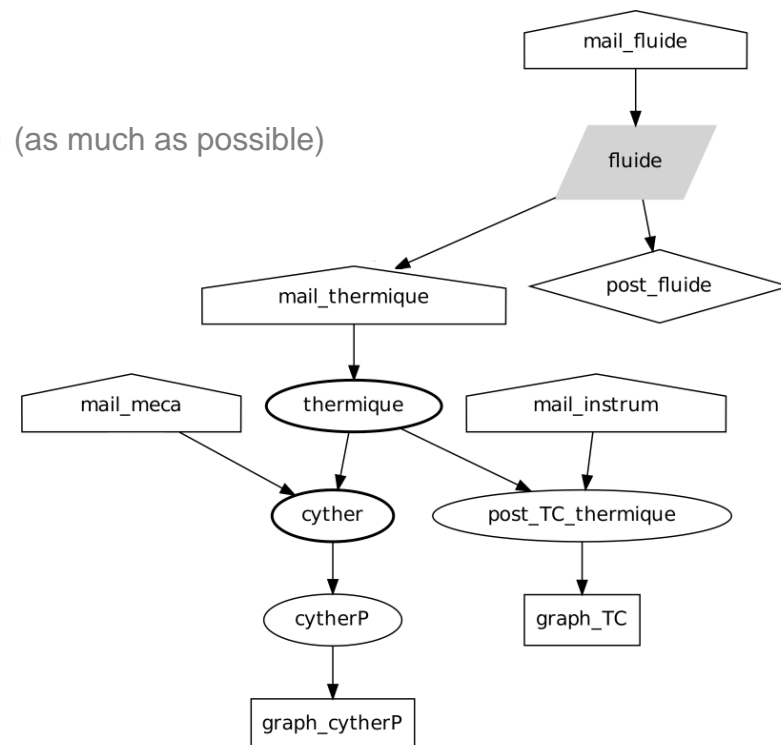 mail_fluide
(as much as possible)
fluide
post_fluide
mail_thermique
mail_meca
thermique
mail_instrum
cyther
post_TC_thermique
cytherP
graph_TC
graph_cytherP